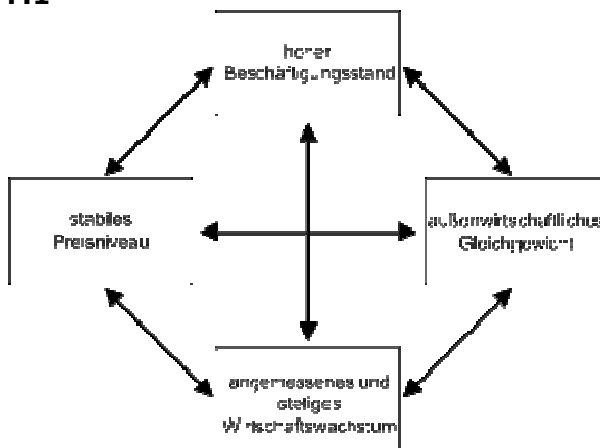 hoher
Beschäftigungsstand
stabiles
Preisniveau
außenwirtschaftliches
Gleichgewicht
angemessenes und
stetiges
Wirtschaftswachstum